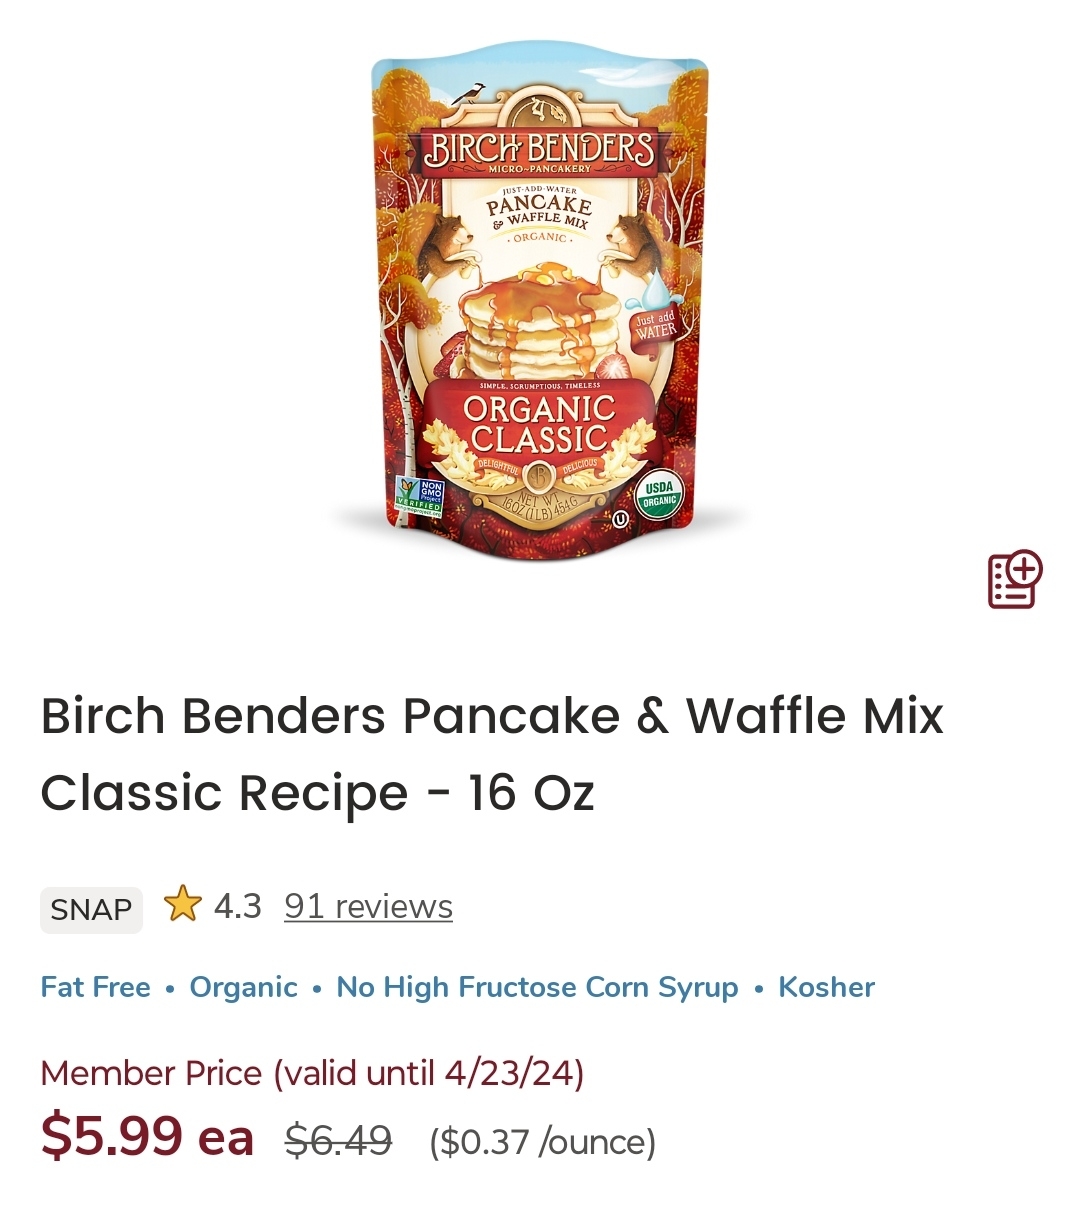 BIRCH BENDERS
MICRO-PANCAKERY
JUST-ADD-WATER
PANCAKE
& WAFFLE MIX
• ORGANIC •
Just add
WATER
SIMPLE, SCRUMPTIOUS, TIMELESS
ORGANIC
CLASSIC
DELIGHTFUL B DELICIOUS
NON
GMO
Project
VERIFIED
nongmoproject.org
NET WT
16OZ (1LB) 454G
U
USDA
ORGANIC
Birch Benders Pancake & Waffle Mix
Classic Recipe - 16 Oz
SNAP 4.3 91 reviews
Fat Free • Organic • No High Fructose Corn Syrup • Kosher
Member Price (valid until 4/23/24)
$5.99 ea $6.49 ($0.37 /ounce)